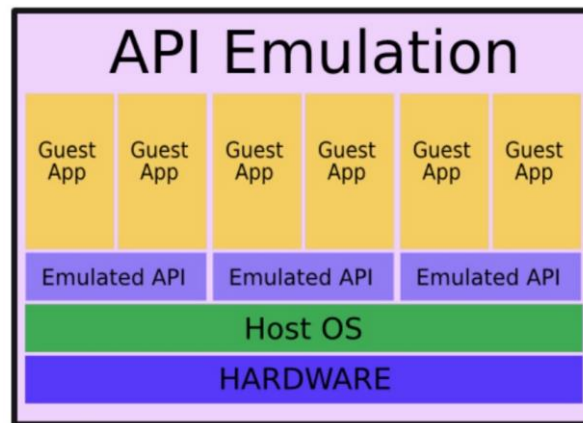 API Emulation
Guest App
Guest App
Guest App
Guest App
Guest App
Guest App
Emulated API
Emulated API
Emulated API
Host OS
HARDWARE